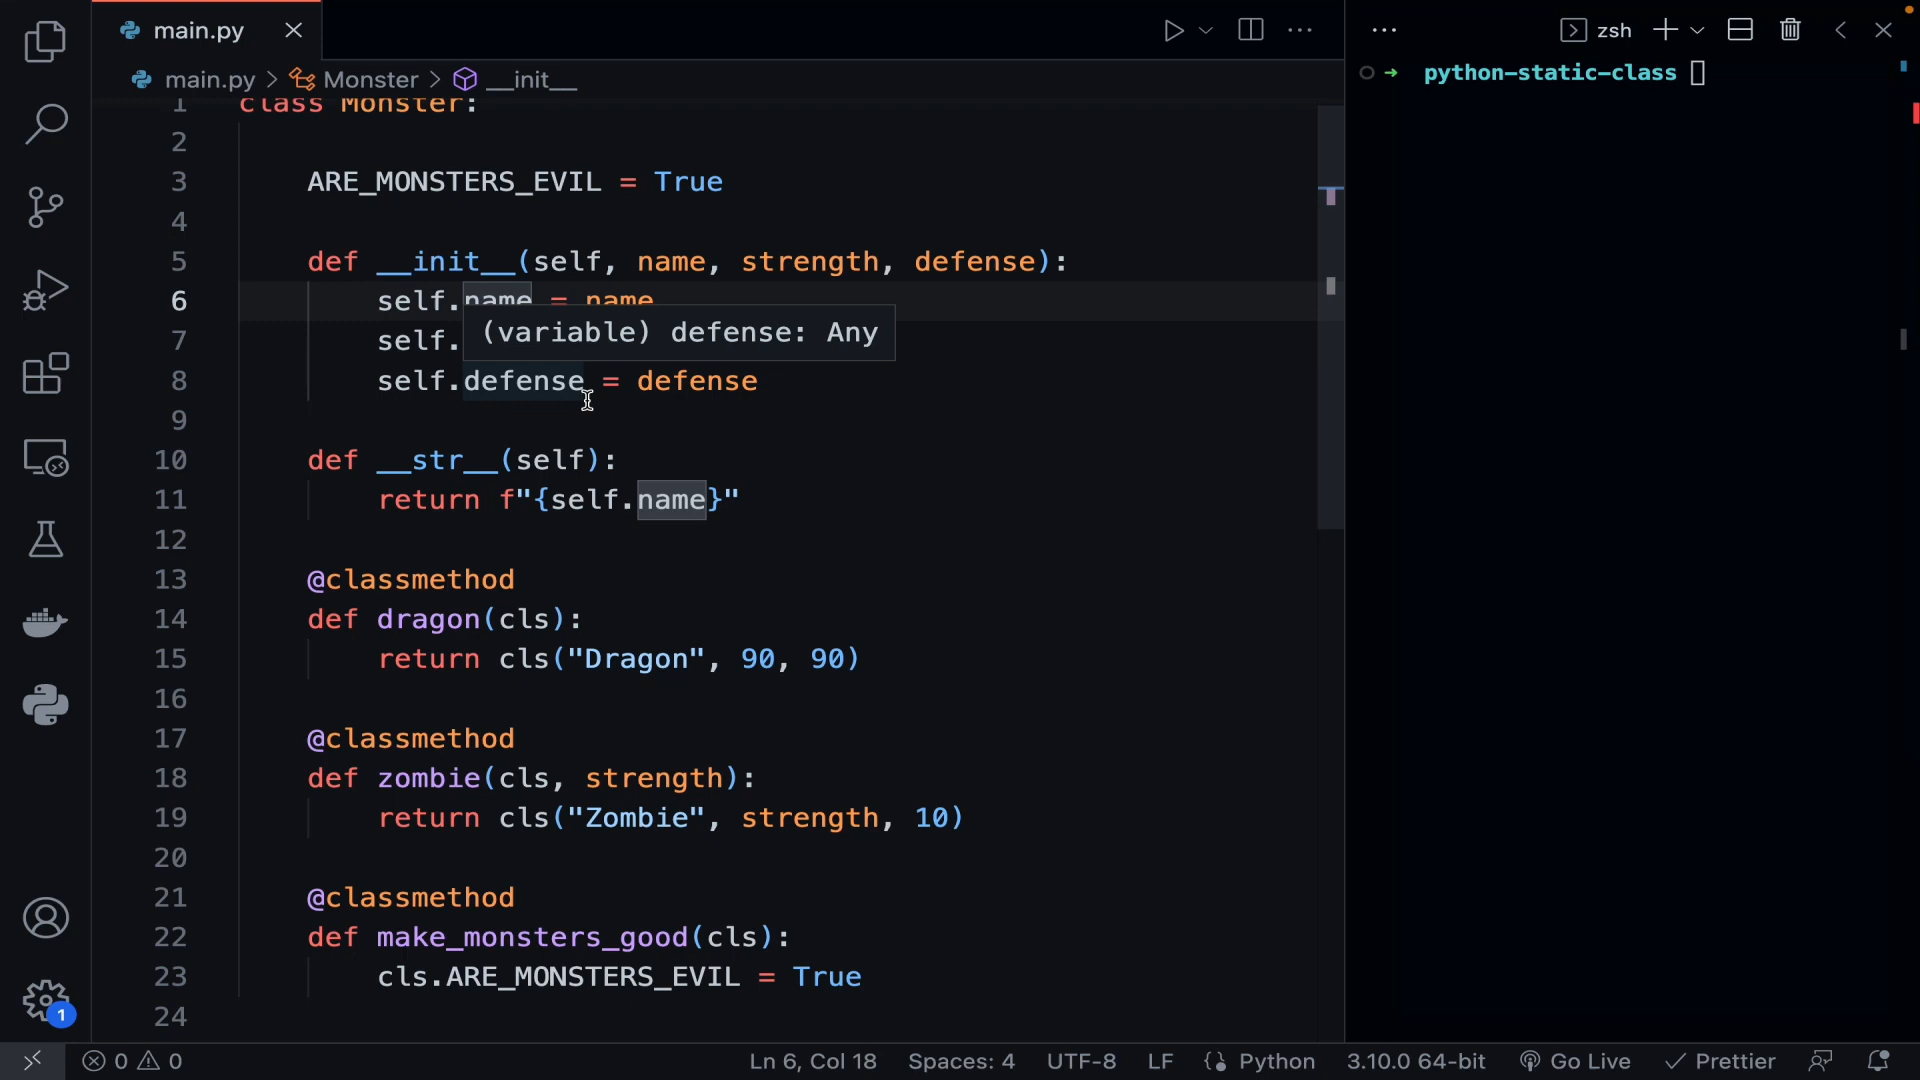 main.py
zsh
main.py > Monster > __init__
python-static-class
1 class Monster:
2
3 ARE_MONSTERS_EVIL = True
4
5 def __init__(self, name, strength, defense):
6 self.name = name
7 self.
(variable) defense: Any
8 self.defense = defense
9
10 def __str__(self):
11 return f"{self.name}"
12
13 @classmethod
14 def dragon(cls):
15 return cls("Dragon", 90, 90)
16
17 @classmethod
18 def zombie(cls, strength):
19 return cls("Zombie", strength, 10)
20
21 @classmethod
22 def make_monsters_good(cls):
23 cls.ARE_MONSTERS_EVIL = True
24
1
0 0 Ln 6, Col 18 Spaces: 4 UTF-8 LF Python 3.10.0 64-bit Go Live Prettier